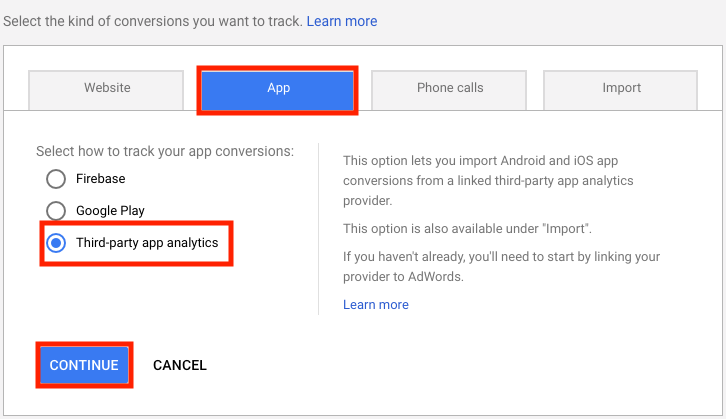 Select the kind of conversions you want to track. Learn more
Website
App
Phone calls
Import
Select how to track your app conversions:
Firebase
Google Play
Third-party app analytics
This option lets you import Android and iOS app
conversions from a linked third-party app analytics
provider.
This option is also available under "Import".
If you haven't already, you'll need to start by linking your
provider to AdWords.
Learn more
CONTINUE
CANCEL